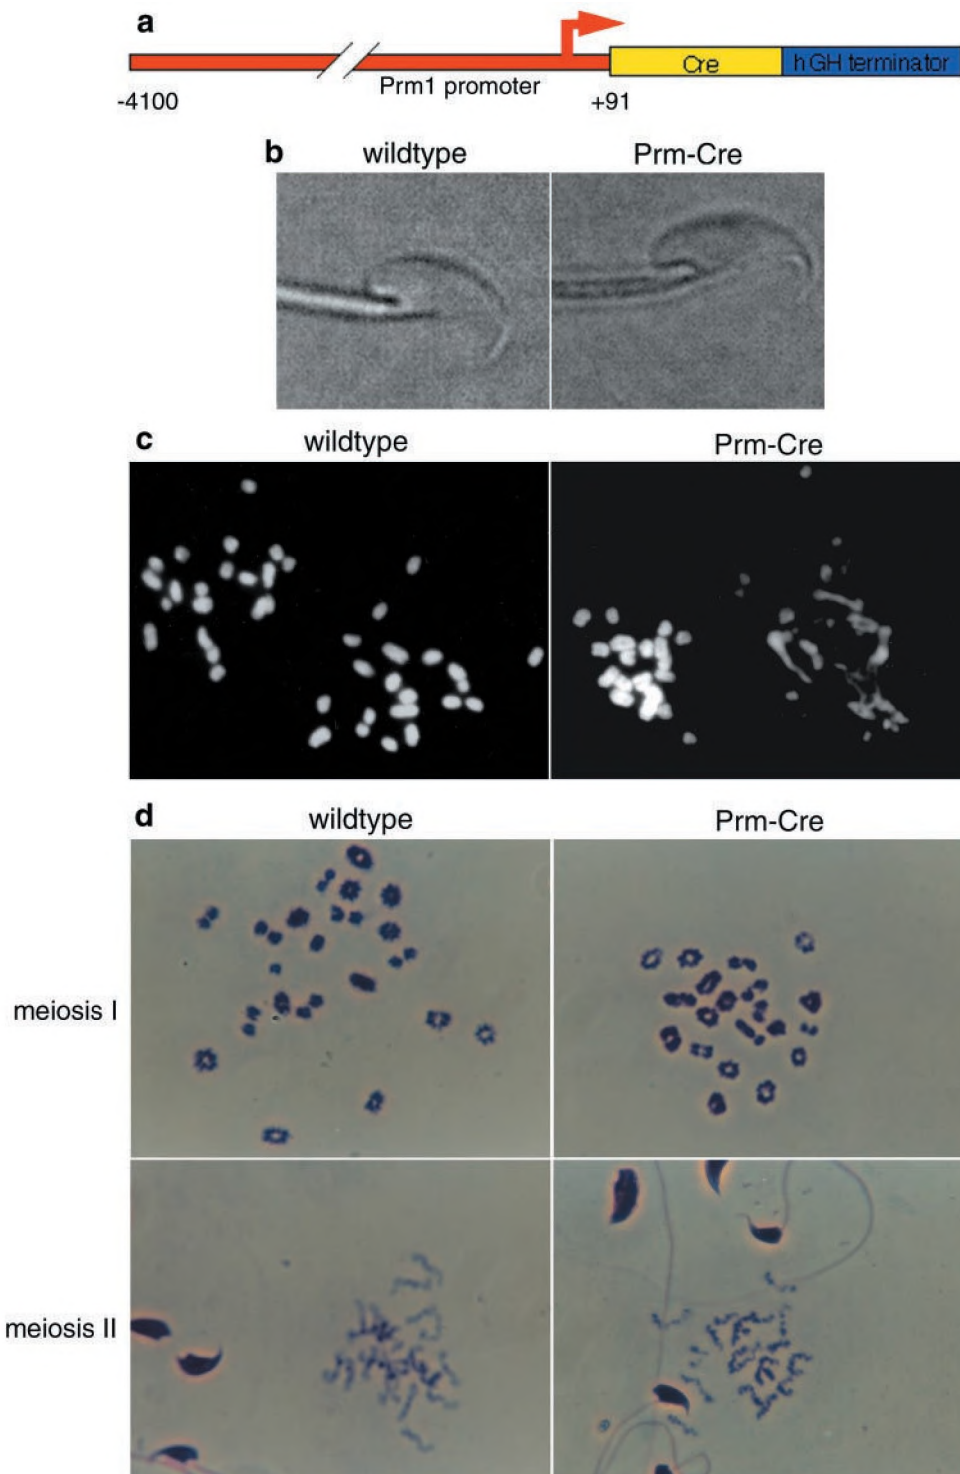 a
Cre
hGH terminator
Prm1 promoter
-4100
+91
b
wildtype
Prm-Cre
c
wildtype
Prm-Cre
d
wildtype
Prm-Cre
meiosis I
meiosis II